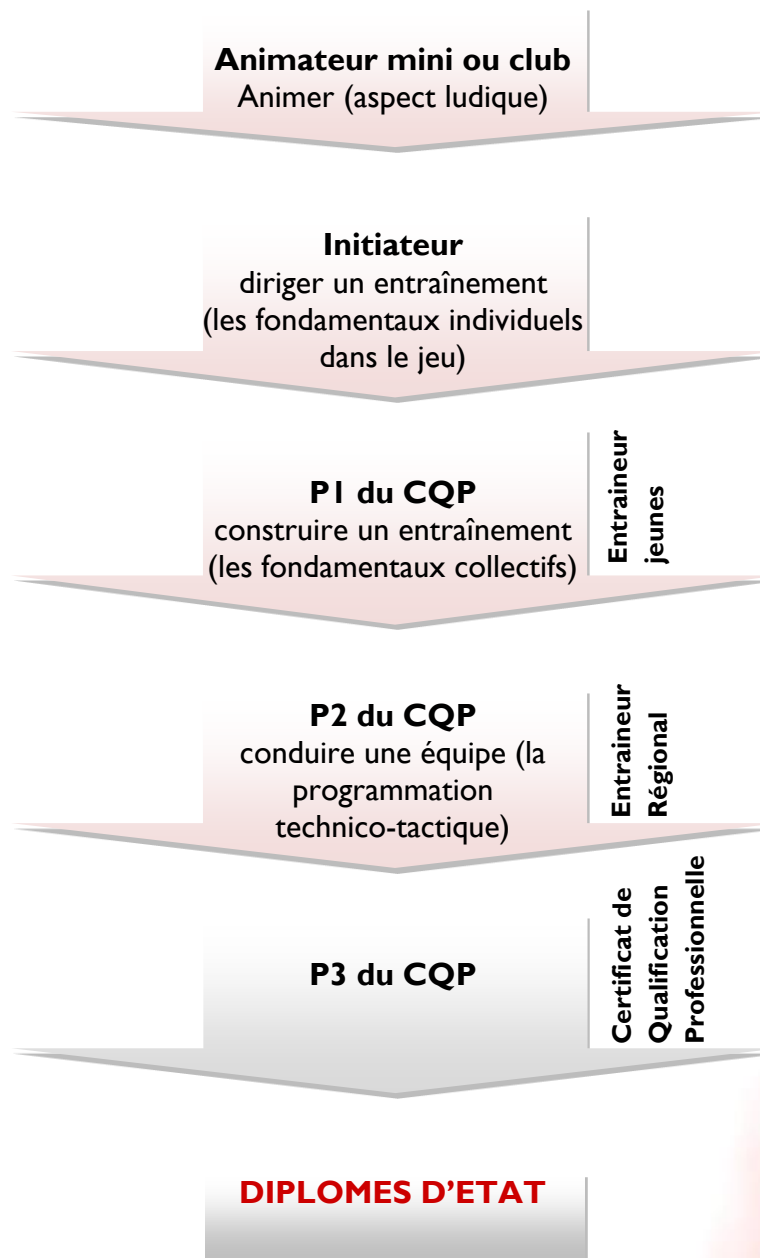 Animateur mini ou club
Animer (aspect ludique)
Initiateur
diriger un entraînement
(les fondamentaux individuels
dans le jeu)
P1 du CQP
construire un entraînement
(les fondamentaux collectifs)
Entraineur
jeunes
P2 du CQP
conduire une équipe (la
programmation
technico-tactique)
Entraineur
Régional
P3 du CQP
Certificat de
Qualification
Professionnelle
DIPLOMES D'ETAT